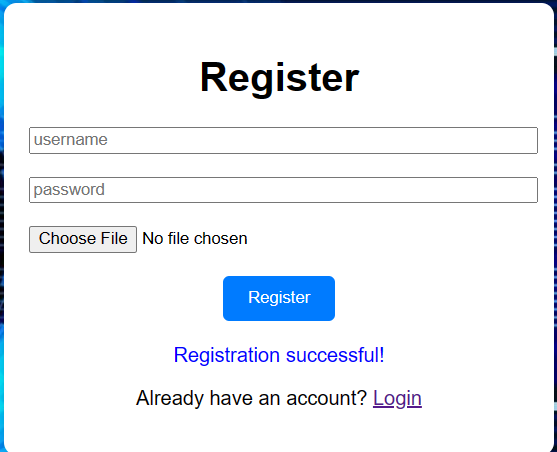 Register
username
password
Choose File No file chosen
Register
Registration successful!
Already have an account? Login